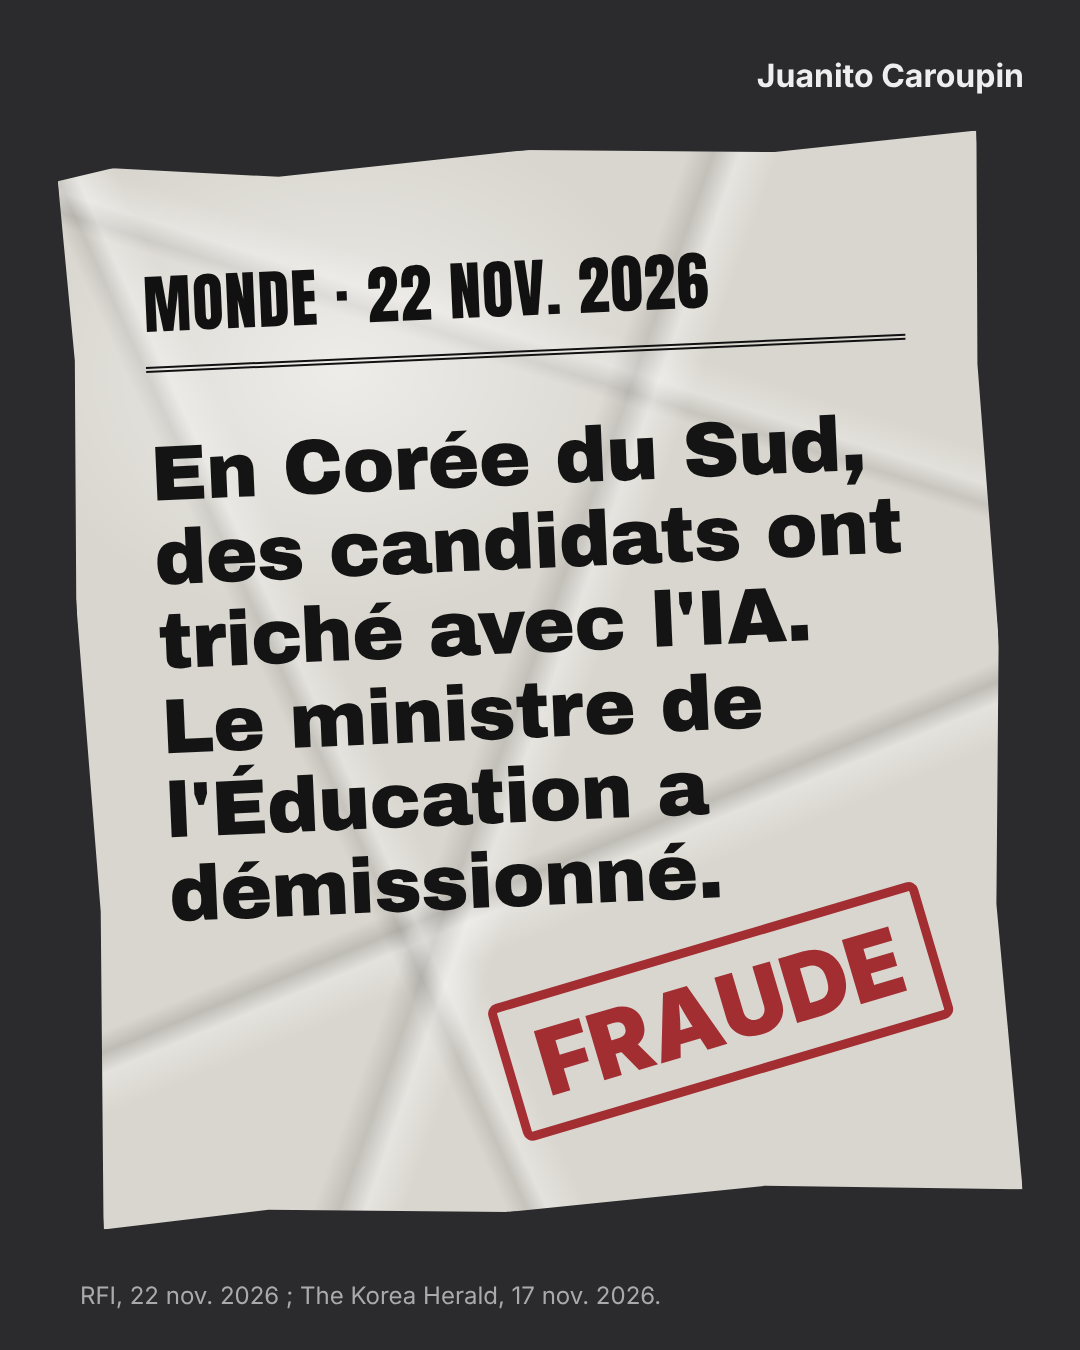 Juanito Caroupin
MONDE · 22 NOV. 2026
En Corée du Sud,
des candidats ont
triché avec l'IA.
Le ministre de
l'Éducation a
démissionné.
FRAUDE
RFI, 22 nov. 2026 ; The Korea Herald, 17 nov. 2026.